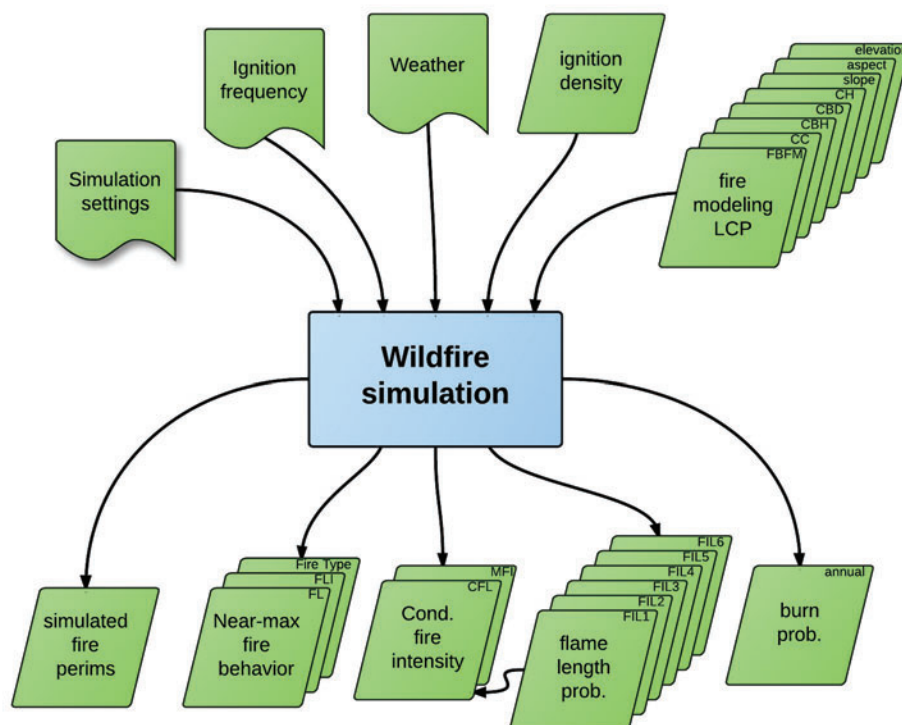 Simulation
settings
Ignition
frequency
Weather
ignition
density
elevation
aspect
slope
CH
CBD
CBH
CC
FBFM
fire
modeling
LCP
Wildfire
simulation
simulated
fire
perims
Fire Type
FLI
FL
Near-max
fire
behavior
MFI
CFL
Cond.
fire
intensity
FIL6
FIL5
FIL4
FIL3
FIL2
FIL1
flame
length
prob.
annual
burn
prob.